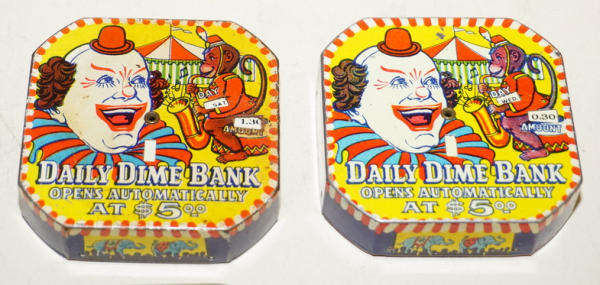 DAY
SAT
1.30
AMOUNT
DAILY DIME BANK
OPENS AUTOMATICALLY
AT $5.00
DAY
WED.
0.30
AMOUNT
DAILY DIME BANK
OPENS AUTOMATICALLY
AT $5.00